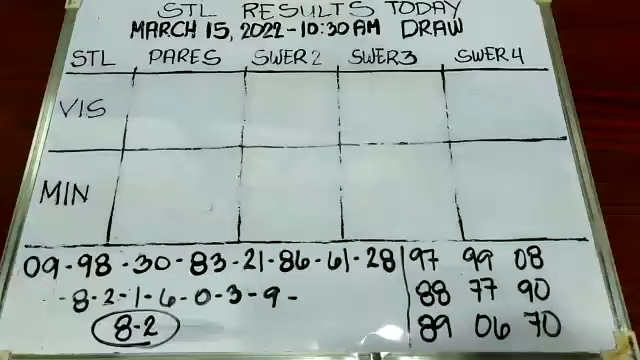 STL RESULTS TODAY
MARCH 15, 2022-10:30AM DRAW
STL PARES SWER2 SWER3 SWER4
VIS
MIN
09-98-30-83-21-86-61-28
-8-2-1-6-0-3-9-
8-2
97 99 08
88 77 90
89 06 70